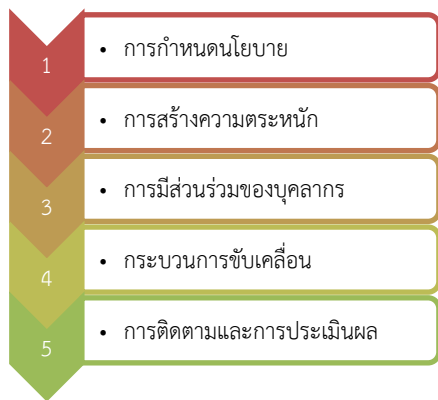 1
• การกำหนดนโยบาย
2
• การสร้างความตระหนัก
3
• การมีส่วนร่วมของบุคลากร
4
• กระบวนการขับเคลื่อน
5
• การติดตามและการประเมินผล